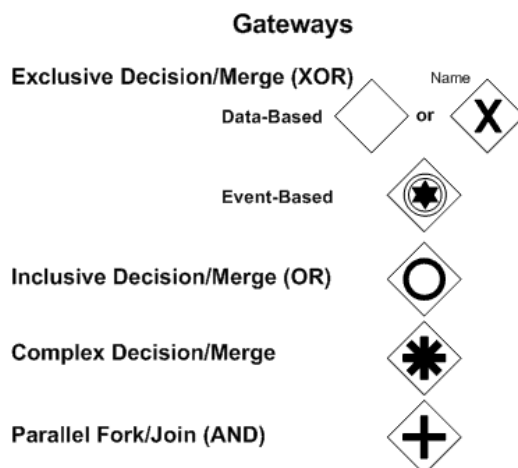 Gateways
Exclusive Decision/Merge (XOR)
Name
Data-Based
or
X
Event-Based
Inclusive Decision/Merge (OR)
Complex Decision/Merge
Parallel Fork/Join (AND)